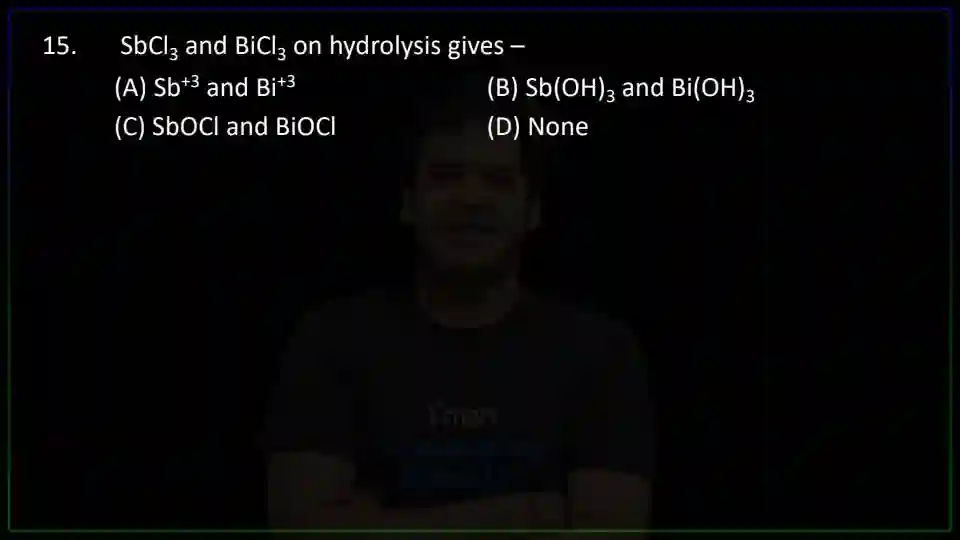 15. SbCl₃ and BiCl₃ on hydrolysis gives –
(A) Sb⁺³ and Bi⁺³ (B) Sb(OH)₃ and Bi(OH)₃
(C) SbOCl and BiOCl (D) None